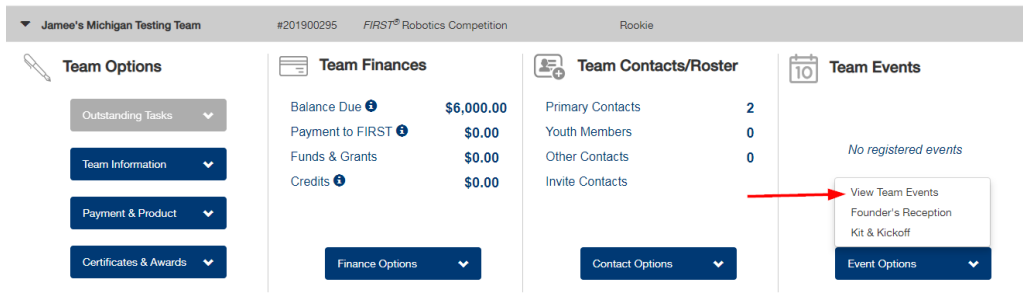 Jamee's Michigan Testing Team #201900295 FIRST® Robotics Competition Rookie
Team Options
Outstanding Tasks
Team Information
Payment & Product
Certificates & Awards
Team Finances
Balance Due $6,000.00
Payment to FIRST $0.00
Funds & Grants $0.00
Credits $0.00
Finance Options
Team Contacts/Roster
Primary Contacts 2
Youth Members 0
Other Contacts 0
Invite Contacts
Contact Options
10
Team Events
No registered events
View Team Events
Founder's Reception
Kit & Kickoff
Event Options